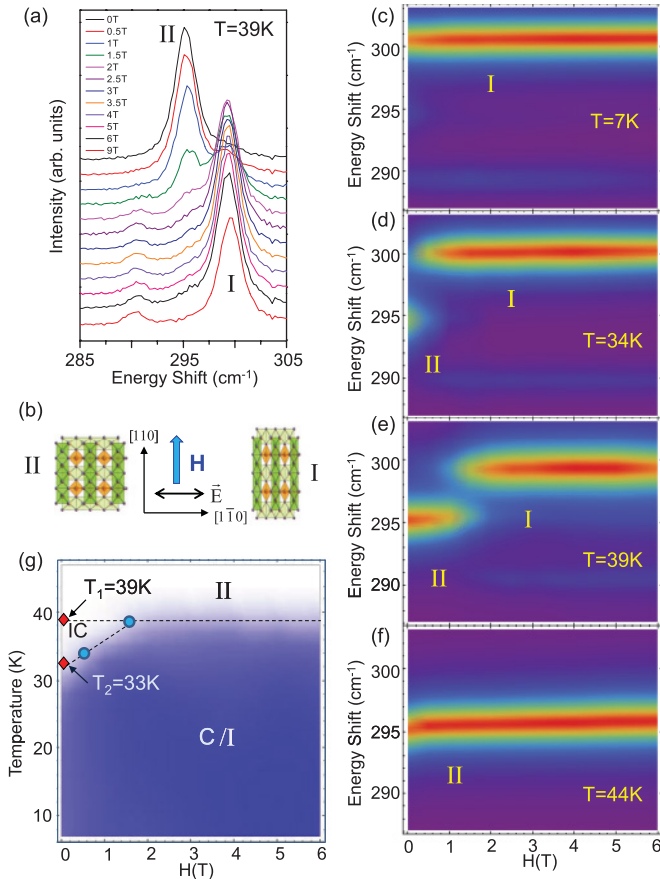 (a)
0T
0.5T
1T
1.5T
2T
2.5T
3T
3.5T
4T
5T
6T
9T
II
T=39K
I
Intensity (arb. units)
285
295
305
Energy Shift (cm⁻¹)
(b)
II
[110]
H
E⃗
[11̄0]
I
(g)
T₁=39K
II
IC
T₂=33K
C/I
Temperature (K)
40
30
20
10
0
1
2
3
4
5
6
H(T)
(c)
Energy Shift (cm⁻¹)
300
295
290
I
T=7K
(d)
Energy Shift (cm⁻¹)
300
295
290
I
II
T=34K
(e)
Energy Shift (cm⁻¹)
300
295
290
I
II
T=39K
(f)
Energy Shift (cm⁻¹)
300
295
290
II
T=44K
0
1
2
3
4
5
6
H(T)